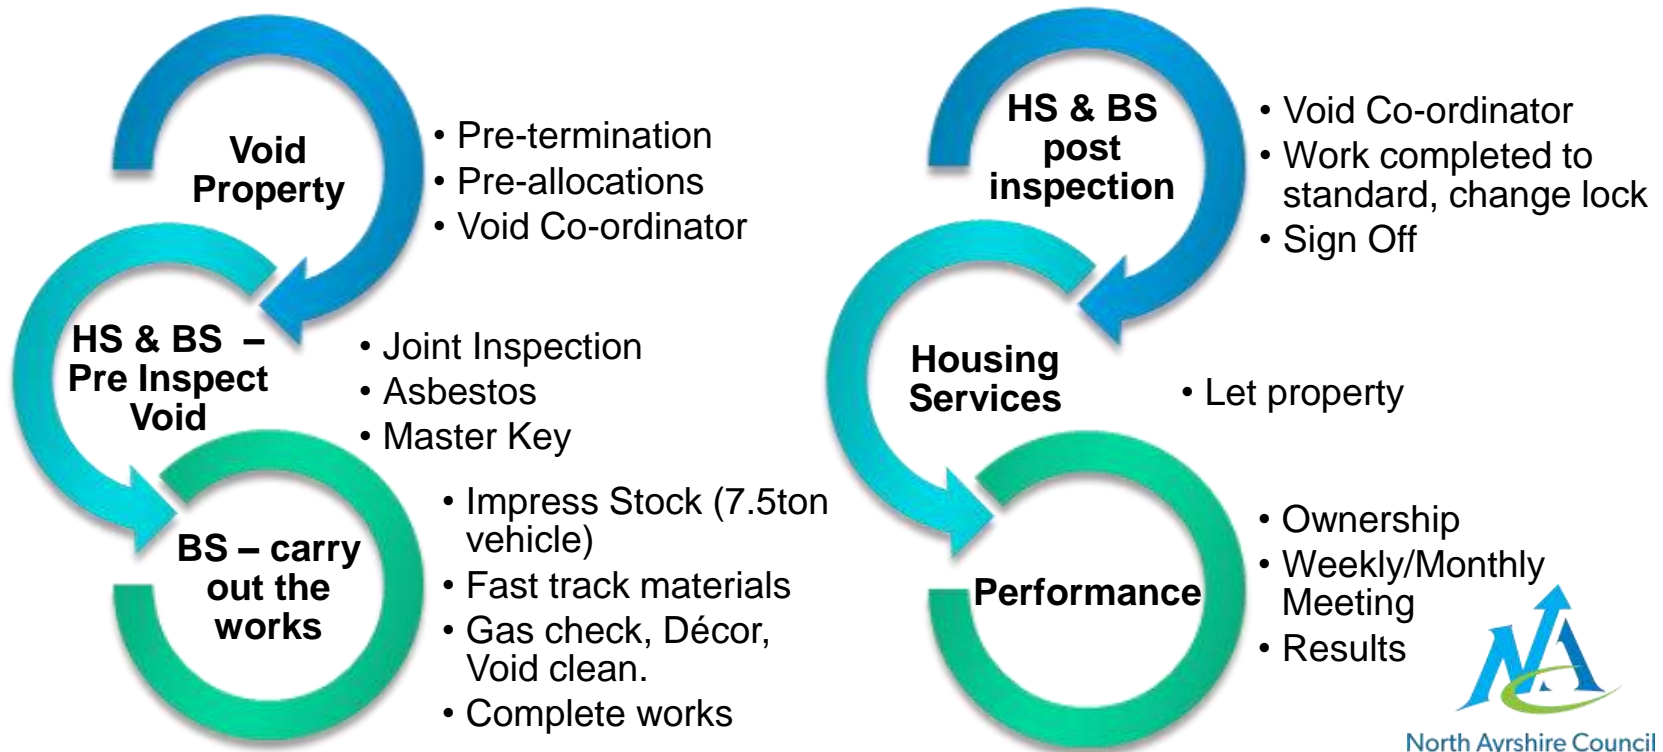 Void
Property
• Pre-termination
• Pre-allocations
• Void Co-ordinator
HS & BS –
Pre Inspect
Void
• Joint Inspection
• Asbestos
• Master Key
BS – carry
out the
works
• Impress Stock (7.5ton
vehicle)
• Fast track materials
• Gas check, Décor,
Void clean.
• Complete works
HS & BS
post
inspection
• Void Co-ordinator
• Work completed to
standard, change lock
• Sign Off
Housing
Services
• Let property
Performance
• Ownership
• Weekly/Monthly
Meeting
• Results
NA
North Ayrshire Council